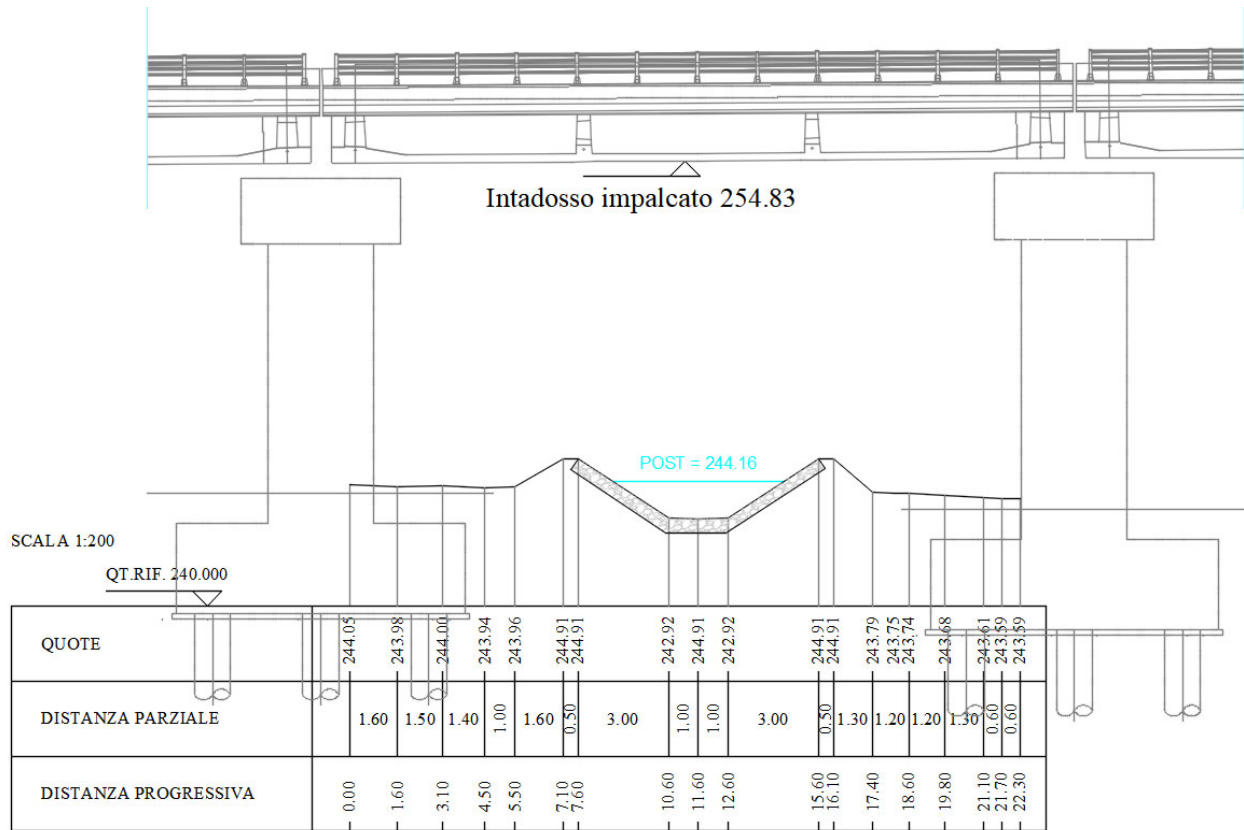 Intadosso impalcato 254.83
POST = 244.16
SCALA 1:200
QT.RIF. 240.000
QUOTE 244.05 243.98 244.00 243.94 243.96 244.91 244.91 242.92 244.91 242.92 244.91 244.91 243.79 243.75 243.74 243.68 243.61 243.59 243.59
DISTANZA PARZIALE 1.60 1.50 1.40 1.00 1.60 0.50 3.00 1.00 1.00 3.00 0.50 1.30 1.20 1.20 1.30 0.60 0.60
DISTANZA PROGRESSIVA 0.00 1.60 3.10 4.50 5.50 7.10 7.60 10.60 11.60 12.60 15.60 16.10 17.40 18.60 19.80 21.10 21.70 22.30